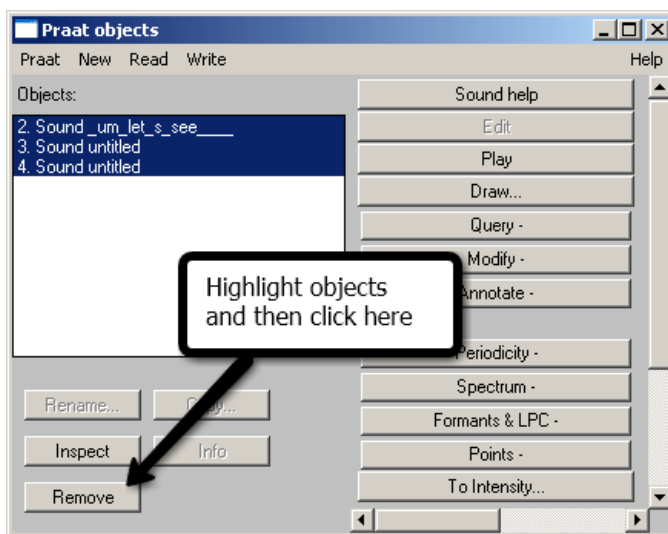 Praat objects
Praat New Read Write Help
Objects:
2. Sound _um_let_s_see____
3. Sound untitled
4. Sound untitled
Sound help
Edit
Play
Draw...
Query -
Modify -
Annotate -
Periodicity -
Spectrum -
Formants & LPC -
Points -
To Intensity...
Highlight objects
and then click here
Rename...
Copy...
Inspect
Info
Remove